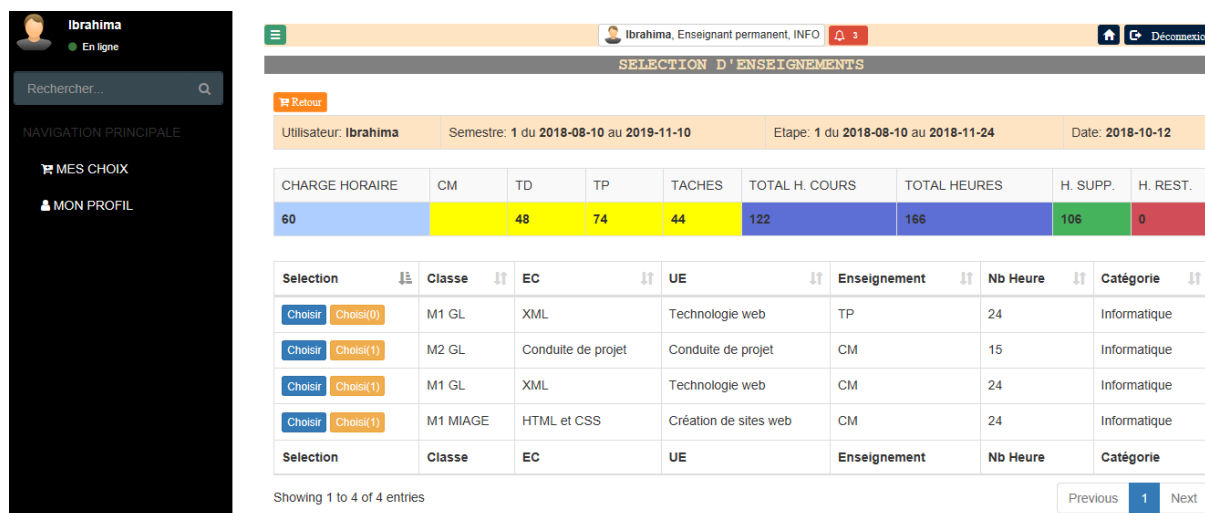 Ibrahima
En ligne
Rechercher...
NAVIGATION PRINCIPALE
MES CHOIX
MON PROFIL
Ibrahima, Enseignant permanent, INFO 3 Déconnexio
SELECTION D'ENSEIGNEMENTS
Retour
Utilisateur: Ibrahima Semestre: 1 du 2018-08-10 au 2019-11-10 Etape: 1 du 2018-08-10 au 2018-11-24 Date: 2018-10-12
CHARGE HORAIRE CM TD TP TACHES TOTAL H. COURS TOTAL HEURES H. SUPP. H. REST.
60 48 74 44 122 166 106 0
Selection Classe EC UE Enseignement Nb Heure Catégorie
Choisir Choisi(0) M1 GL XML Technologie web TP 24 Informatique
Choisir Choisi(1) M2 GL Conduite de projet Conduite de projet CM 15 Informatique
Choisir Choisi(1) M1 GL XML Technologie web CM 24 Informatique
Choisir Choisi(1) M1 MIAGE HTML et CSS Création de sites web CM 24 Informatique
Selection Classe EC UE Enseignement Nb Heure Catégorie
Showing 1 to 4 of 4 entries Previous 1 Next